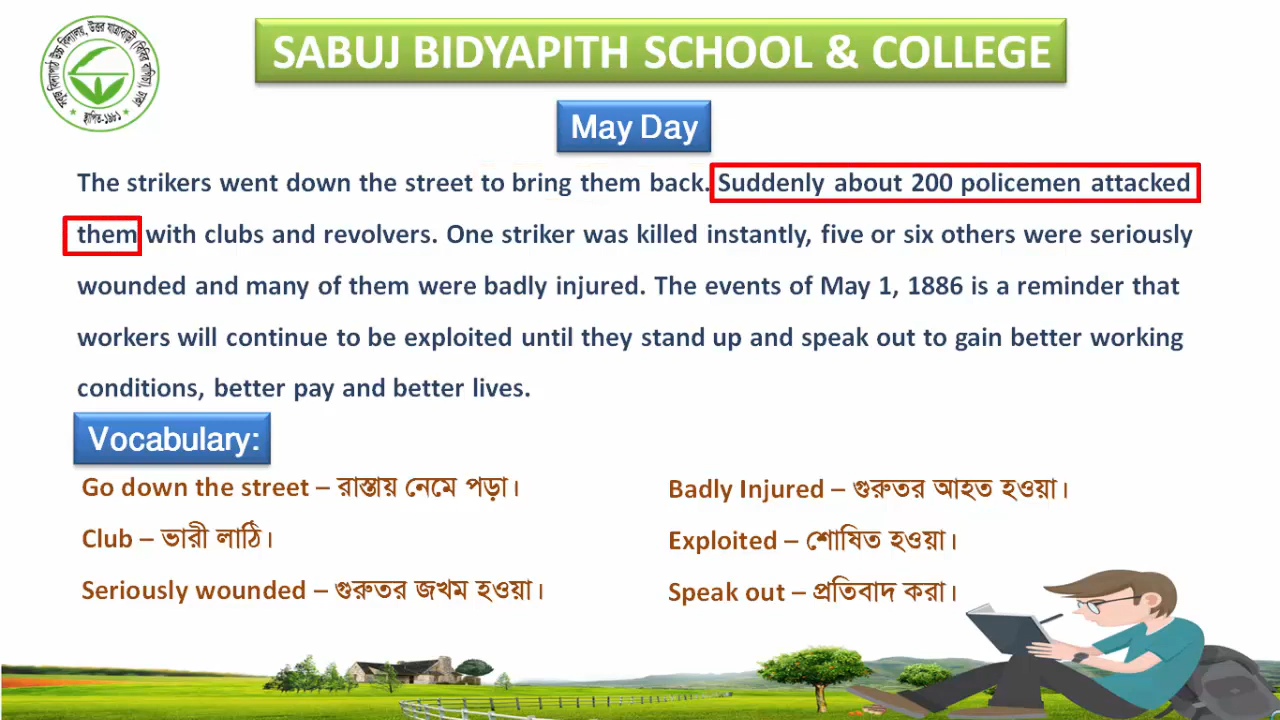 SABUJ BIDYAPITH SCHOOL & COLLEGE
May Day
The strikers went down the street to bring them back. Suddenly about 200 policemen attacked
them with clubs and revolvers. One striker was killed instantly, five or six others were seriously
wounded and many of them were badly injured. The events of May 1, 1886 is a reminder that
workers will continue to be exploited until they stand up and speak out to gain better working
conditions, better pay and better lives.
Vocabulary:
Go down the street – রাস্তায় নেমে পড়া।
Club – ভারী লাঠি।
Seriously wounded – গুরুতর জখম হওয়া।
Badly Injured – গুরুতর আহত হওয়া।
Exploited – শোষিত হওয়া।
Speak out – প্রতিবাদ করা।
স্থাপিত-১৯৮১